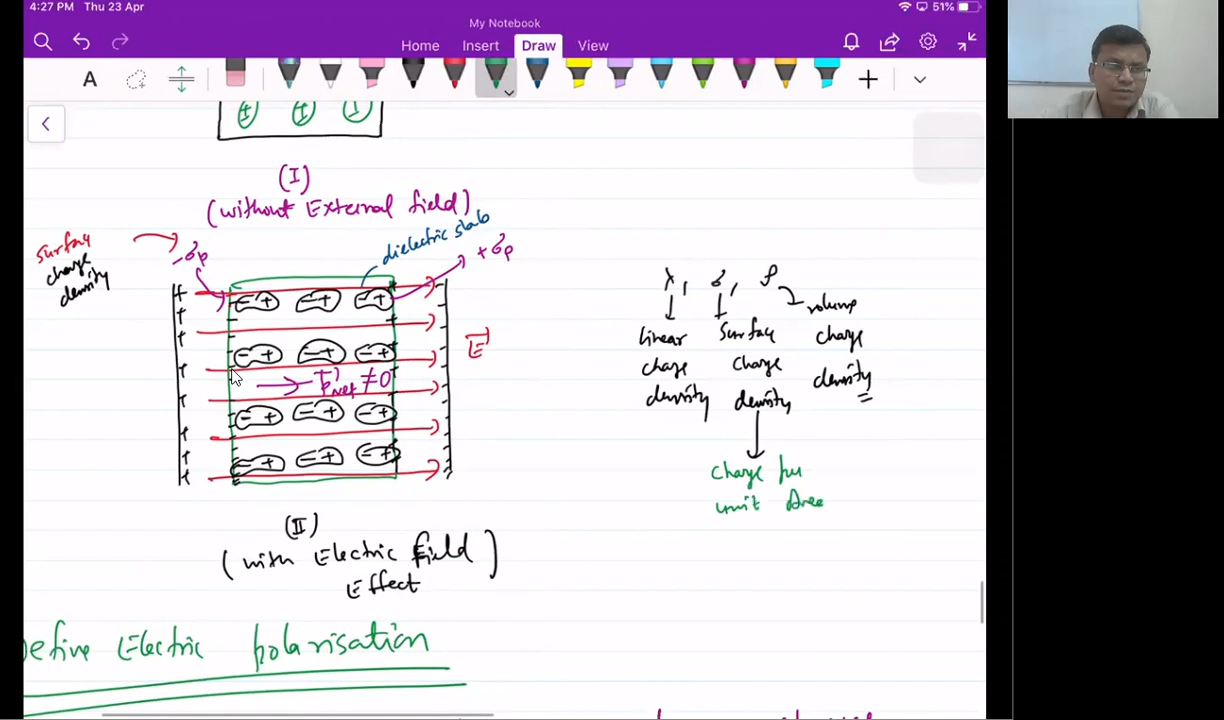 4:27 PM Thu 23 Apr
51%
My Notebook
Home Insert Draw View
A
(I)
(without External field)
dielectric slab
surfay
charge
density
-σp
+σp
E
Pnet ≠ 0
(II)
(with Electric Field)
Effect
λ, σ, ρ
linear
charge
density
Surface
charge
density
volume
charge
density
Charge per
unit Area
efine Electric polarisation